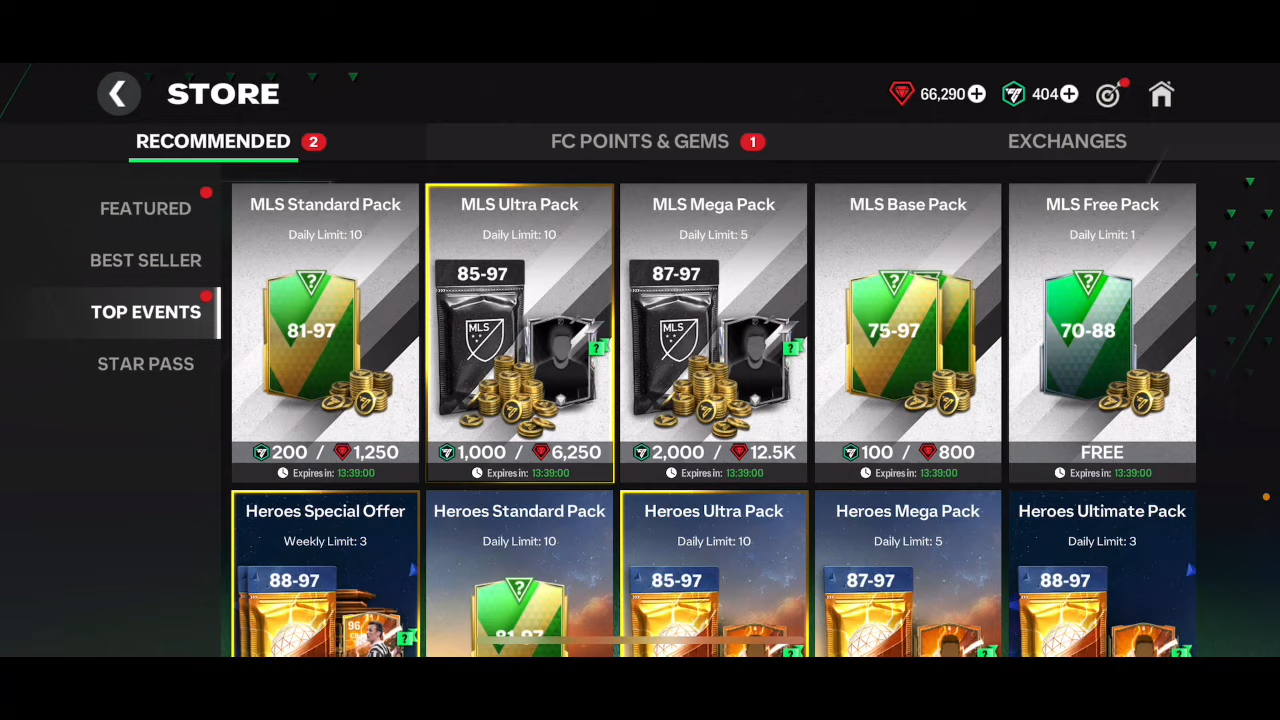 STORE
66,290
404
RECOMMENDED 2
FC POINTS & GEMS 1
EXCHANGES
FEATURED
BEST SELLER
TOP EVENTS
STAR PASS
MLS Standard Pack
Daily Limit: 10
81-97
200 / 1,250
Expires in: 13:39:00
MLS Ultra Pack
Daily Limit: 10
85-97
MLS
1,000 / 6,250
Expires in: 13:39:00
MLS Mega Pack
Daily Limit: 5
87-97
MLS
2,000 / 12.5K
Expires in: 13:39:00
MLS Base Pack
Daily Limit: 10
75-97
100 / 800
Expires in: 13:39:00
MLS Free Pack
Daily Limit: 1
70-88
FREE
Expires in: 13:39:00
Heroes Special Offer
Weekly Limit: 3
88-97
96
Heroes Standard Pack
Daily Limit: 10
81-97
Heroes Ultra Pack
Daily Limit: 10
85-97
Heroes Mega Pack
Daily Limit: 5
87-97
Heroes Ultimate Pack
Daily Limit: 3
88-97